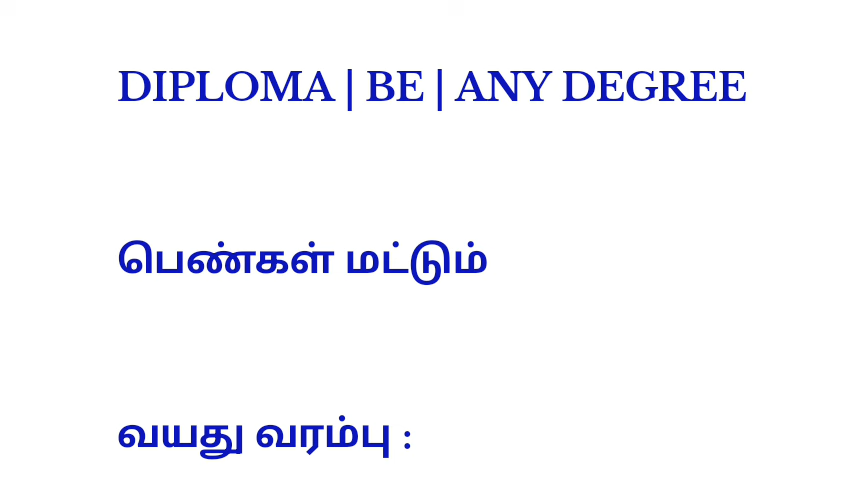 DIPLOMA | BE | ANY DEGREE
பெண்கள் மட்டும்
வயது வரம்பு :